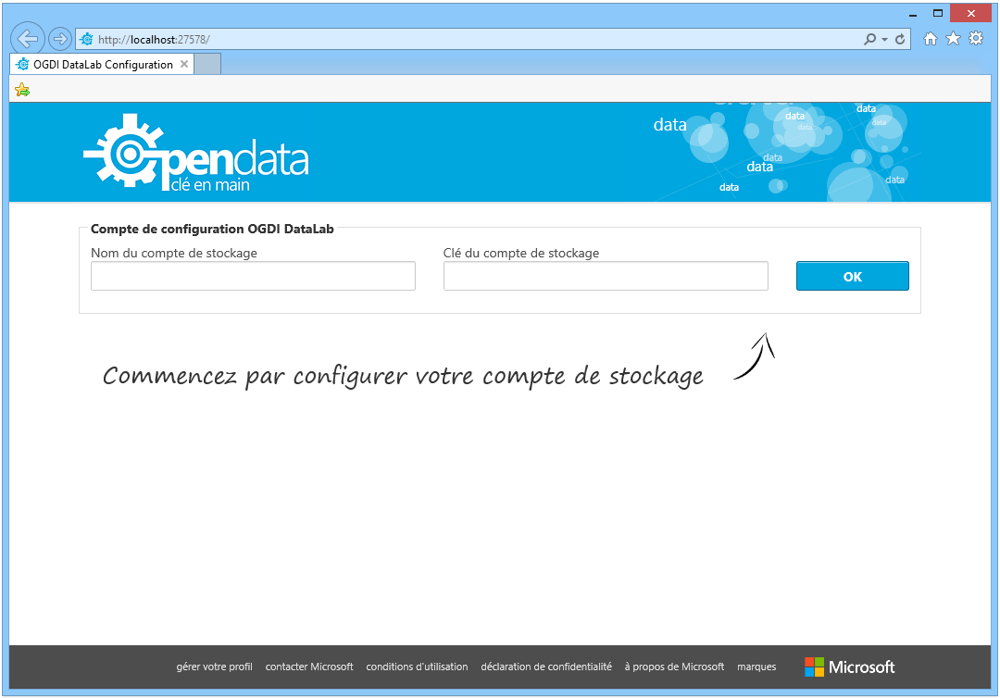 http://localhost:27578/
OGDI DataLab Configuration
opendata
clé en main
data
data
data
data
data
data
data
data
Compte de configuration OGDI DataLab
Nom du compte de stockage
Clé du compte de stockage
OK
Commencez par configurer votre compte de stockage
gérer votre profil contacter Microsoft conditions d'utilisation déclaration de confidentialité à propos de Microsoft marques Microsoft